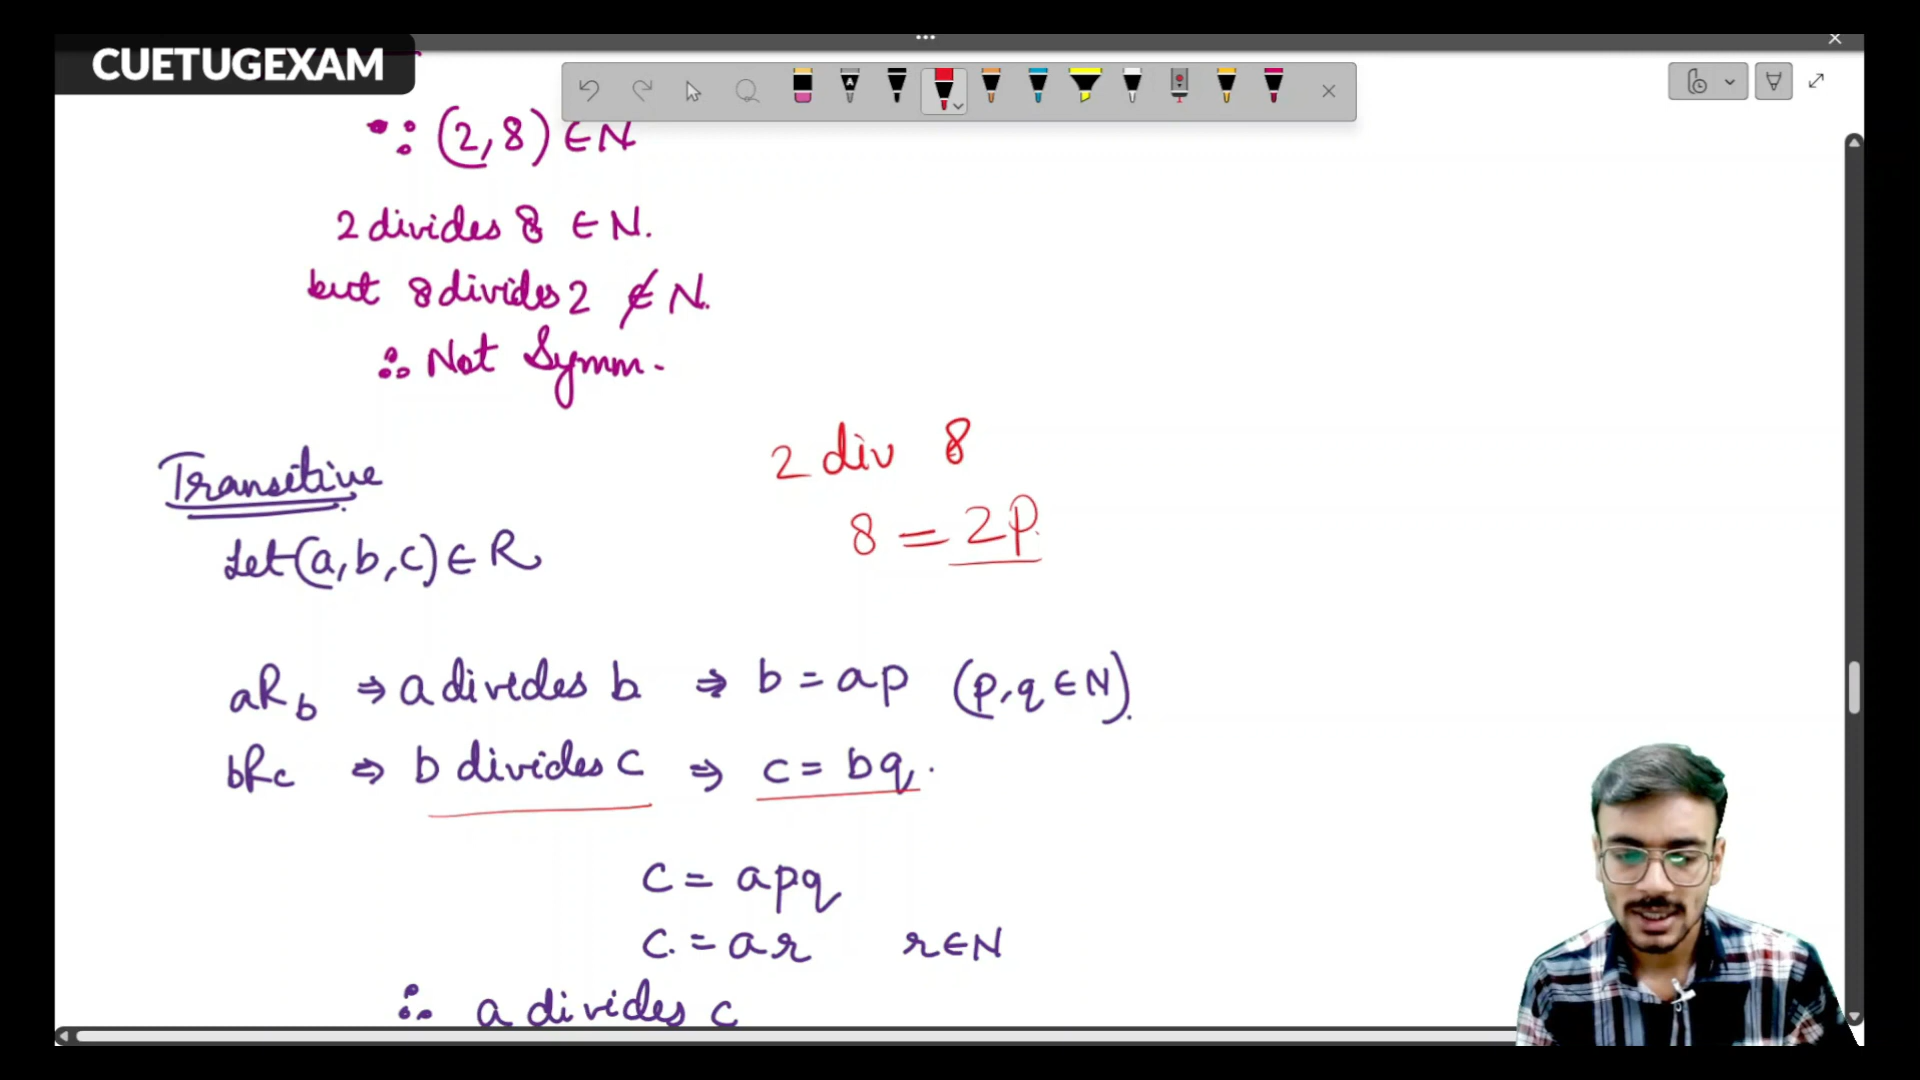 CUETUGEXAM
∵ (2,8) ∈ N
2 divides 8 ∈ N.
but 8 divides 2 ∉ N.
∴ Not Symm.
2 div 8
8 = 2P
Transitive
Let (a,b,c) ∈ R
aRb ⇒ a divides b ⇒ b = ap (p,q ∈ N).
bRc ⇒ b divides c ⇒ c = bq.
c = apq
c = ar r ∈ N
∴ a divides c